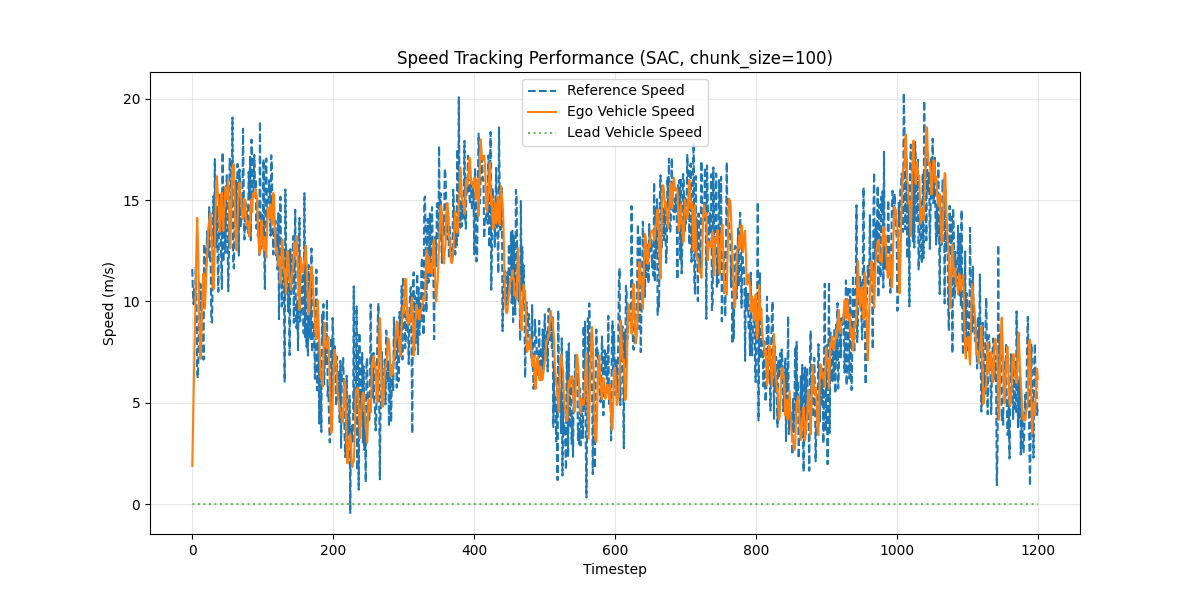 Speed Tracking Performance (SAC, chunk_size=100)
Reference Speed
Ego Vehicle Speed
Lead Vehicle Speed
Speed (m/s)
20
15
10
5
0
0 200 400 600 800 1000 1200
Timestep